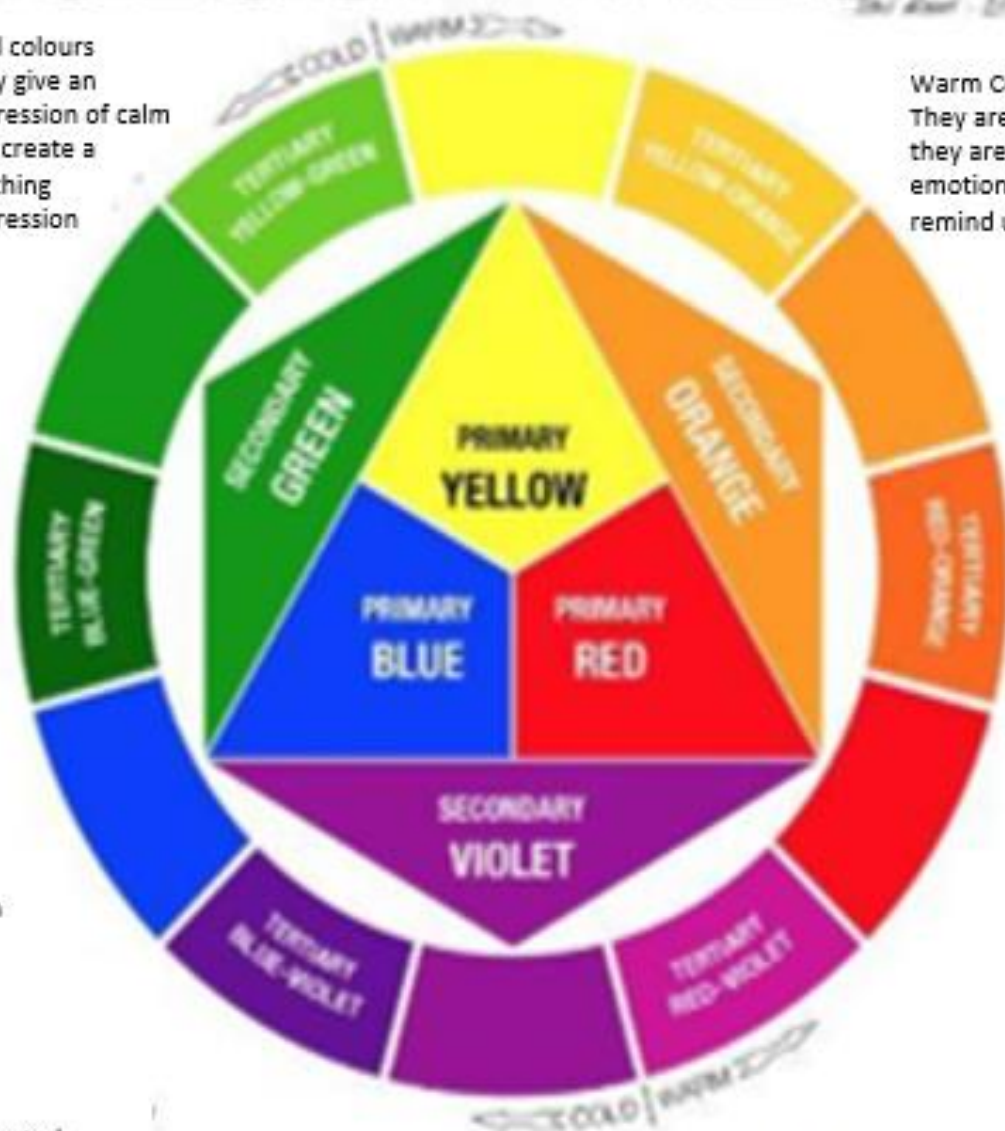 COLD | WARM
l colours
y give an
ression of calm
create a
thing
ression
Warm C
They are
they are
emotion
remind u
TERTIARY
YELLOW-GREEN
TERTIARY
YELLOW-ORANGE
SECONDARY
GREEN
SECONDARY
ORANGE
PRIMARY
YELLOW
TERTIARY
BLUE-GREEN
TERTIARY
RED-ORANGE
PRIMARY
BLUE
PRIMARY
RED
SECONDARY
VIOLET
TERTIARY
BLUE-VIOLET
TERTIARY
RED-VIOLET
COLD | WARM